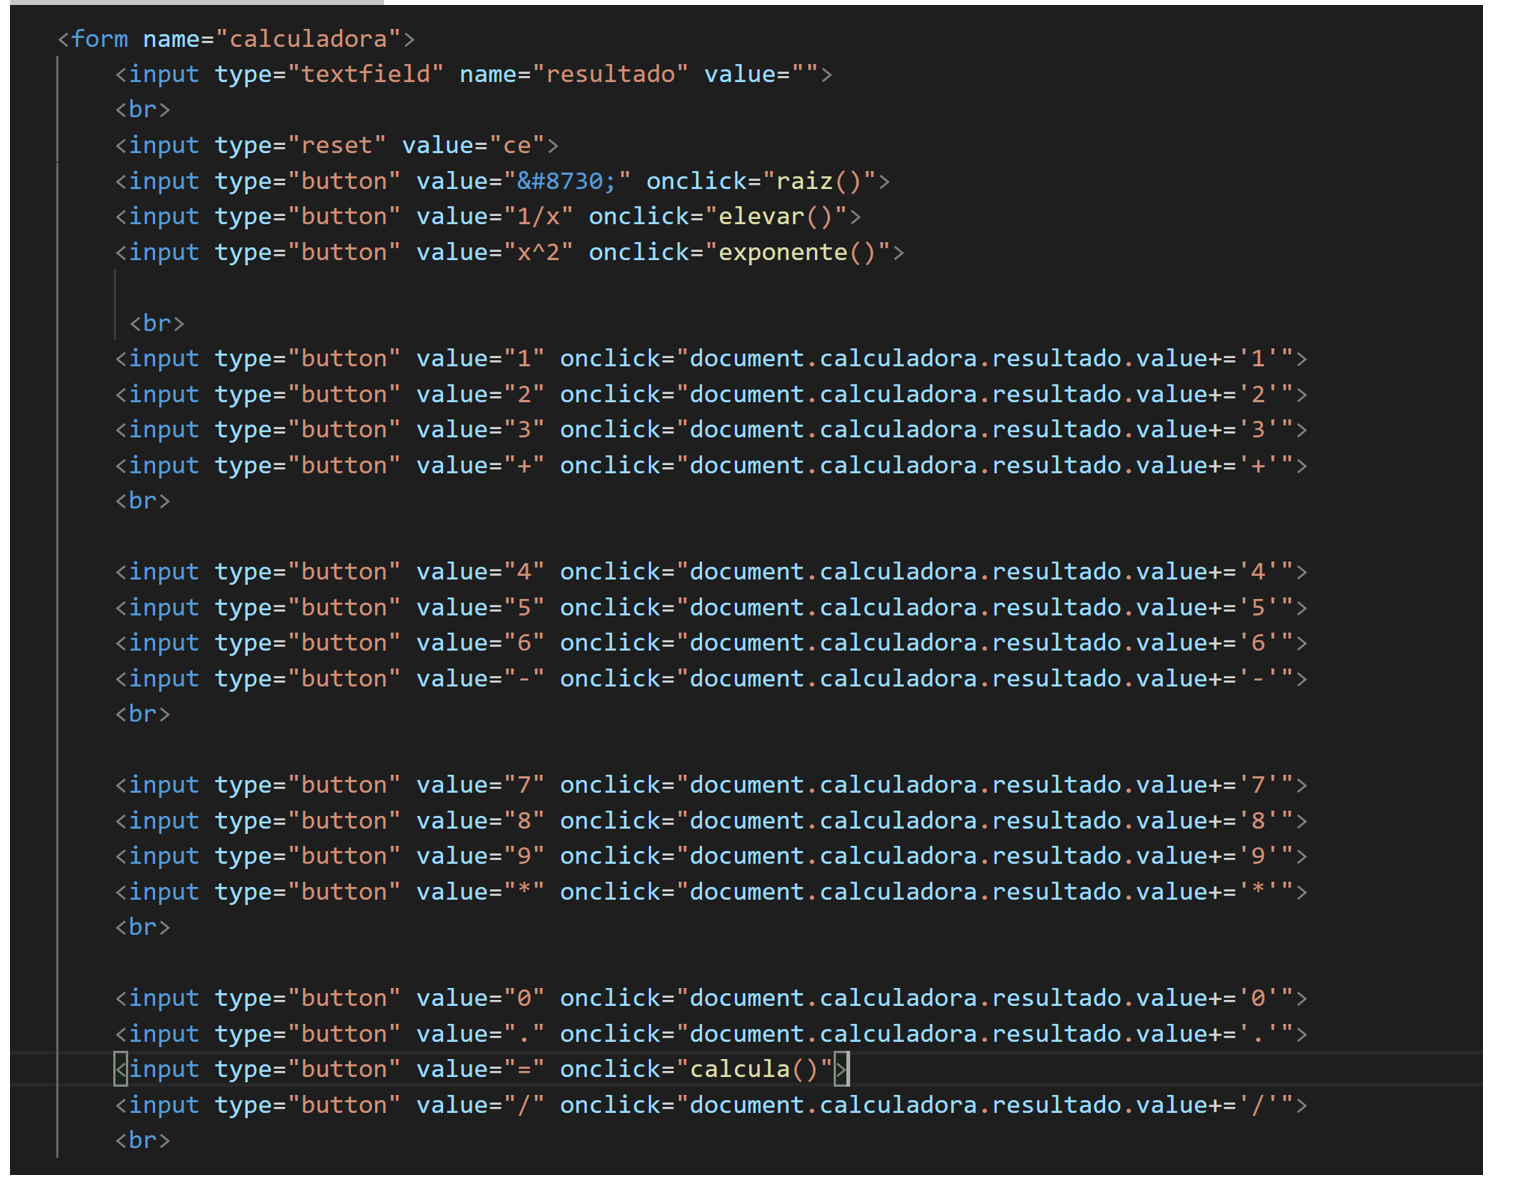 <form name="calculadora">
<input type="textfield" name="resultado" value="">
<br>
<input type="reset" value="ce">
<input type="button" value="&#8730;" onclick="raiz()">
<input type="button" value="1/x" onclick="elevar()">
<input type="button" value="x^2" onclick="exponente()">
<br>
<input type="button" value="1" onclick="document.calculadora.resultado.value+='1'">
<input type="button" value="2" onclick="document.calculadora.resultado.value+='2'">
<input type="button" value="3" onclick="document.calculadora.resultado.value+='3'">
<input type="button" value="+" onclick="document.calculadora.resultado.value+='+'">
<br>
<input type="button" value="4" onclick="document.calculadora.resultado.value+='4'">
<input type="button" value="5" onclick="document.calculadora.resultado.value+='5'">
<input type="button" value="6" onclick="document.calculadora.resultado.value+='6'">
<input type="button" value="-" onclick="document.calculadora.resultado.value+='-'">
<br>
<input type="button" value="7" onclick="document.calculadora.resultado.value+='7'">
<input type="button" value="8" onclick="document.calculadora.resultado.value+='8'">
<input type="button" value="9" onclick="document.calculadora.resultado.value+='9'">
<input type="button" value="*" onclick="document.calculadora.resultado.value+='*'">
<br>
<input type="button" value="0" onclick="document.calculadora.resultado.value+='0'">
<input type="button" value="." onclick="document.calculadora.resultado.value+='.'">
<input type="button" value="=" onclick="calcula()">
<input type="button" value="/" onclick="document.calculadora.resultado.value+='/'">
<br>